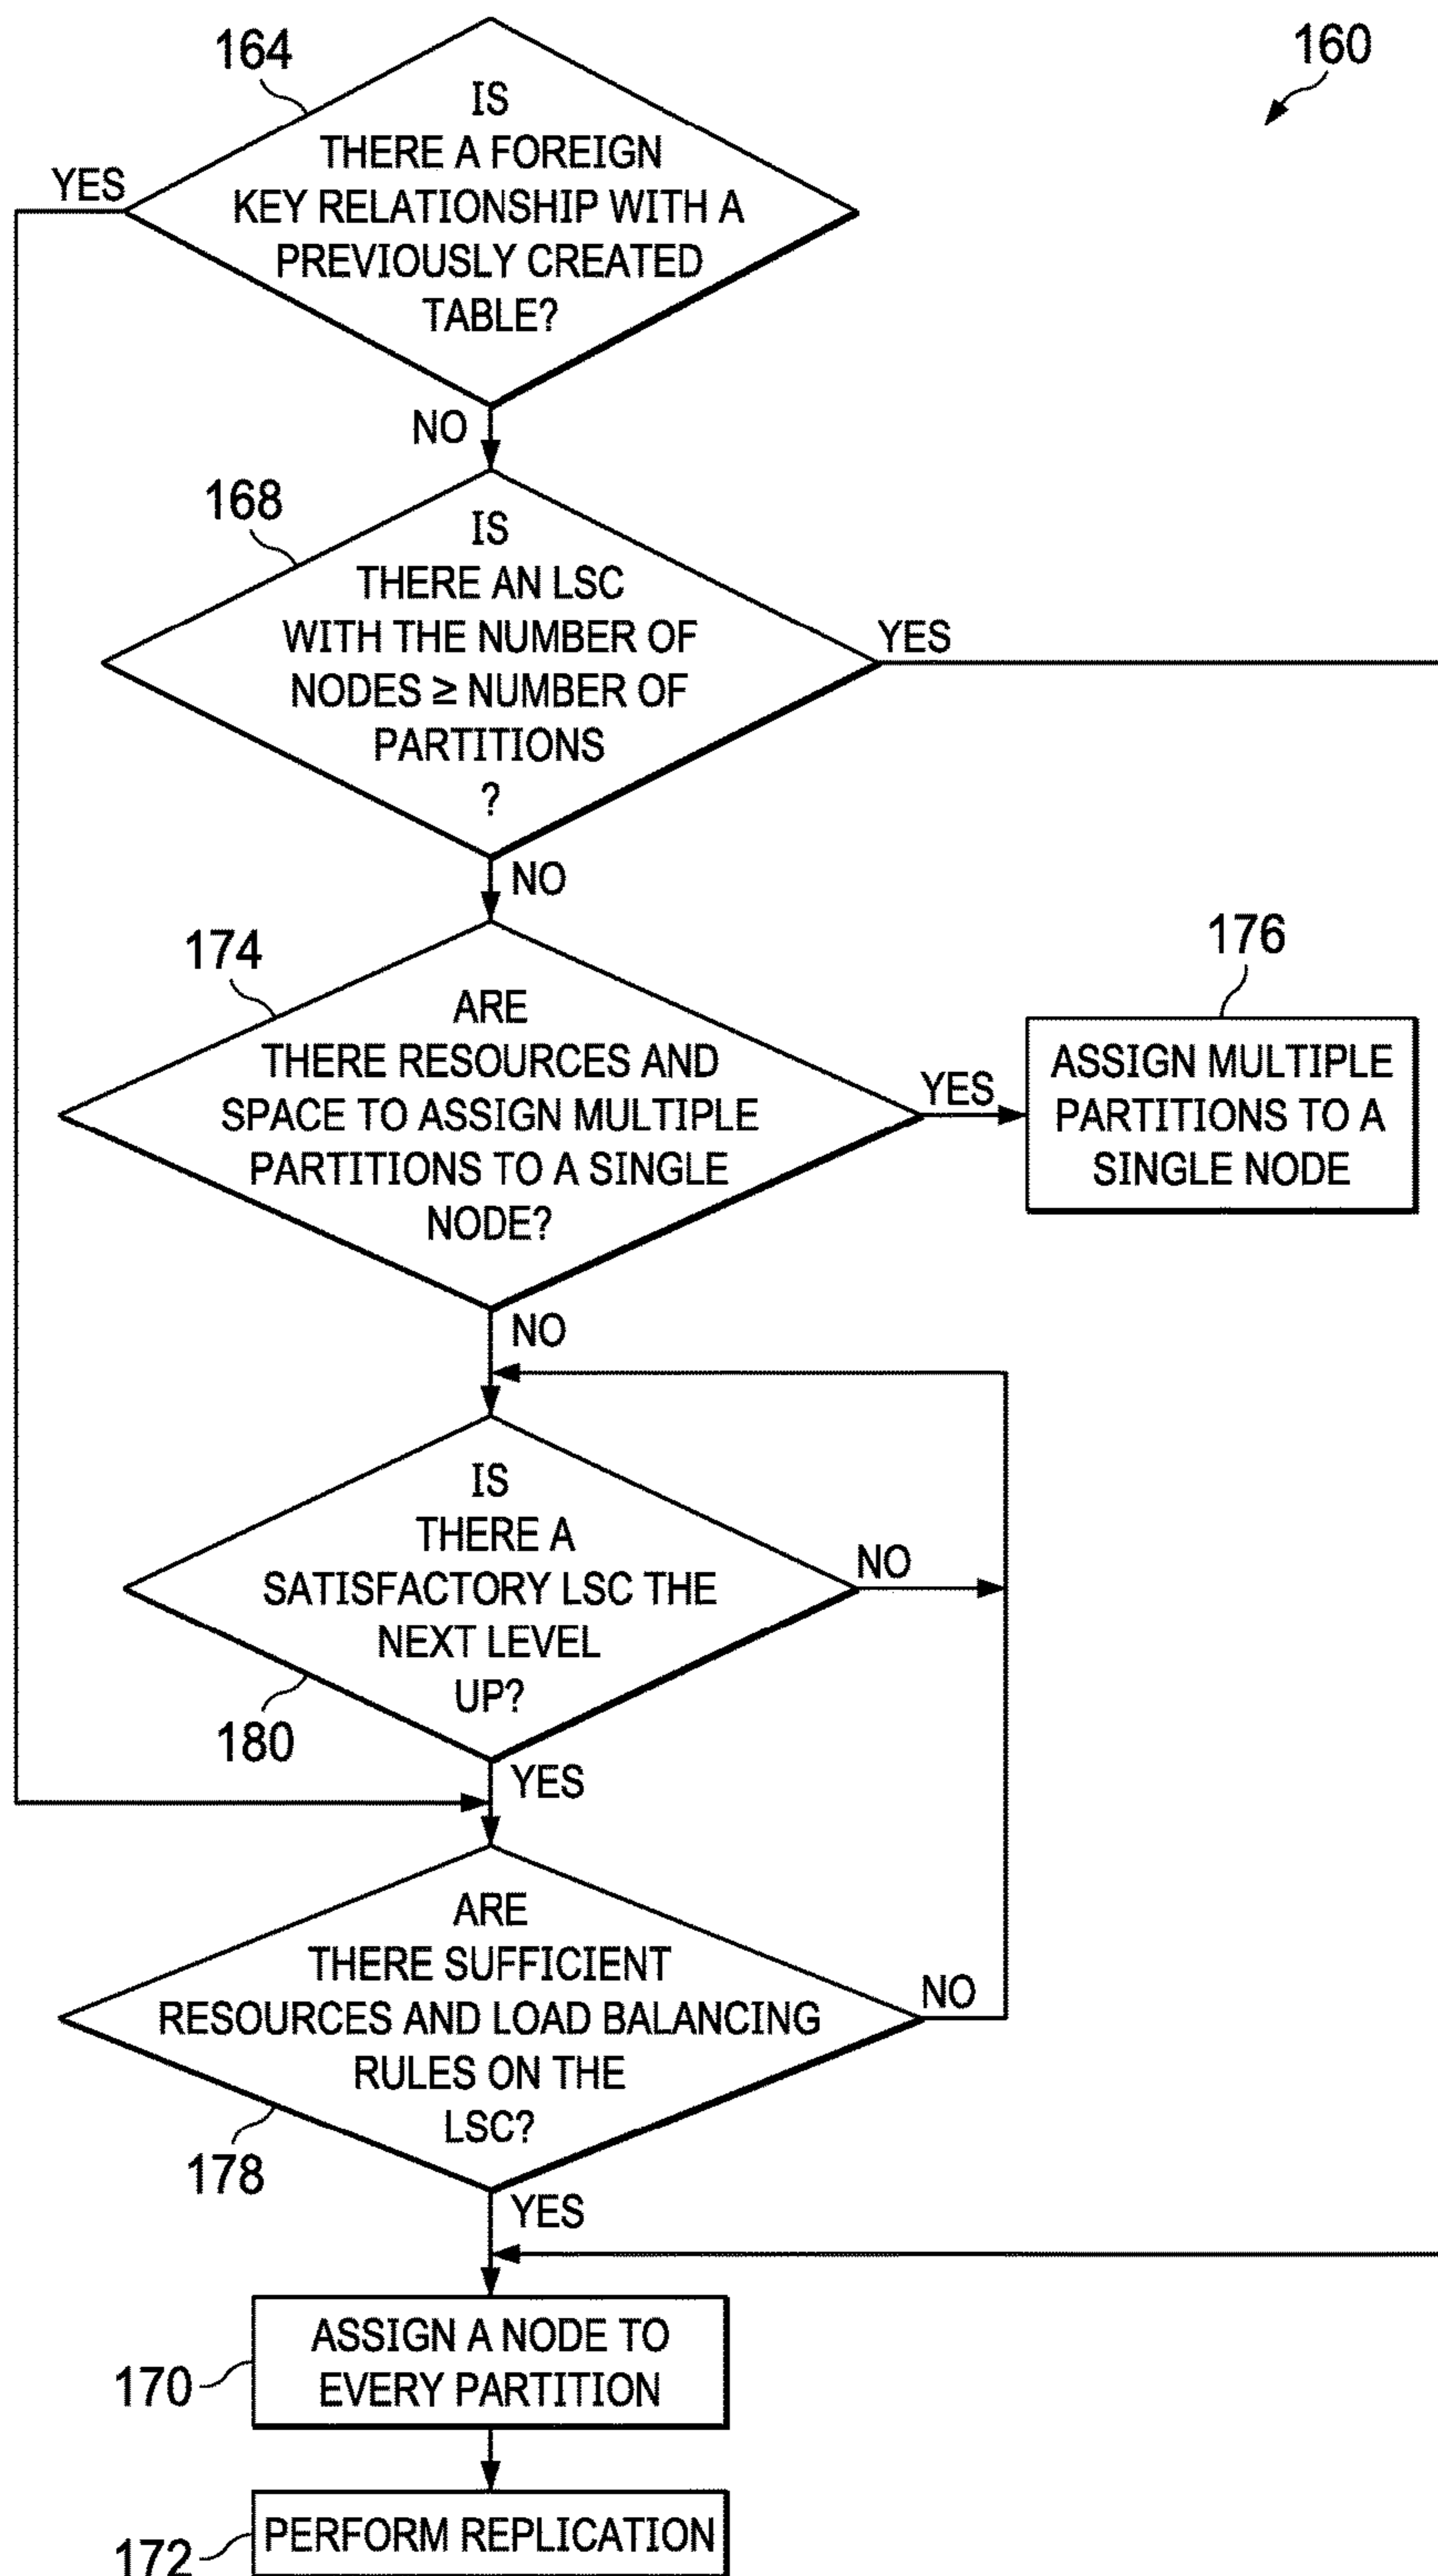 164
160
IS
THERE A FOREIGN
KEY RELATIONSHIP WITH A
PREVIOUSLY CREATED
TABLE?
YES
NO
168
IS
THERE AN LSC
WITH THE NUMBER OF
NODES ≥ NUMBER OF
PARTITIONS
?
YES
NO
174
ARE
THERE RESOURCES AND
SPACE TO ASSIGN MULTIPLE
PARTITIONS TO A SINGLE
NODE?
YES
176
ASSIGN MULTIPLE
PARTITIONS TO A
SINGLE NODE
NO
IS
THERE A
SATISFACTORY LSC THE
NEXT LEVEL
UP?
NO
180
YES
ARE
THERE SUFFICIENT
RESOURCES AND LOAD BALANCING
RULES ON THE
LSC?
NO
178
YES
ASSIGN A NODE TO
EVERY PARTITION
170
PERFORM REPLICATION
172